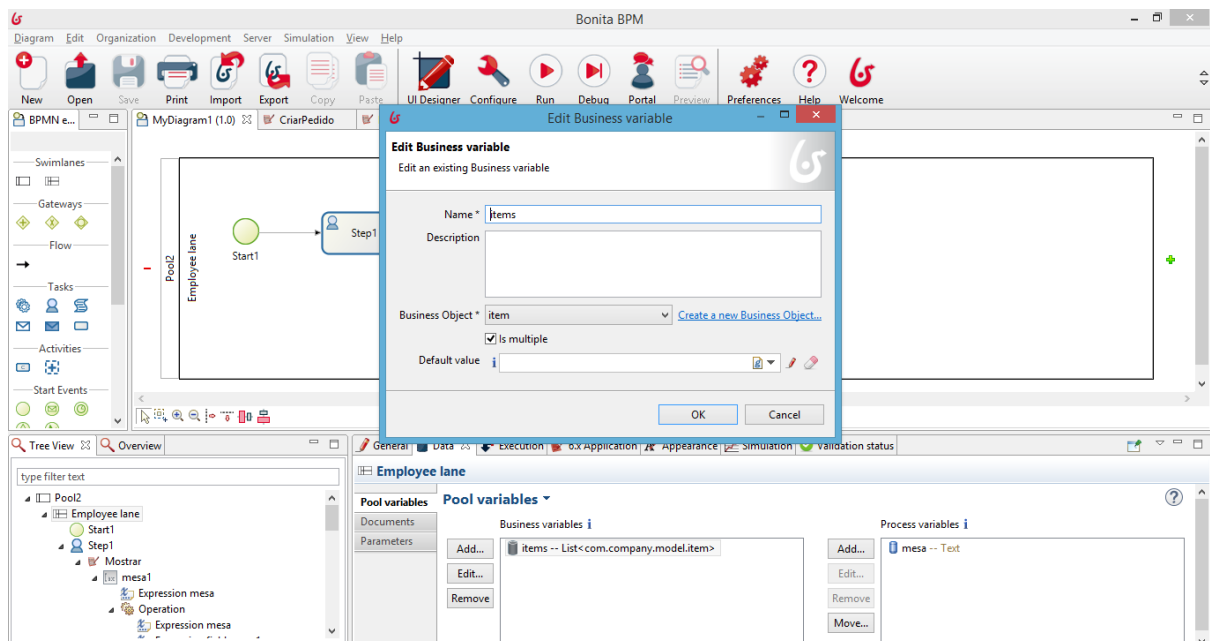 Bonita BPM
Diagram Edit Organization Development Server Simulation View Help
New Open Save Print Import Export Copy Paste UI Designer Configure Run Debug Portal Preview Preferences Help Welcome
BPMN e... MyDiagram1 (1.0) CriarPedido
Edit Business variable
Edit Business variable
Edit an existing Business variable
Name * items
Description
Business Object * item Create a new Business Object...
Is multiple
Default value
OK Cancel
Swimlanes
Gateways
Flow
Tasks
Activities
Start Events
Pool2
Employee lane
Start1
Step1
Tree View Overview
type filter text
Pool2
Employee lane
Start1
Step1
Mostrar
mesa1
Expression mesa
Operation
Expression mesa
General Data Execution 6.x Application Appearance Simulation Validation status
Employee lane
Pool variables
Documents
Parameters
Pool variables
Business variables
Add...
Edit...
Remove
items -- List<com.company.model.item>
Process variables
Add...
Edit...
Remove
Move...
mesa -- Text